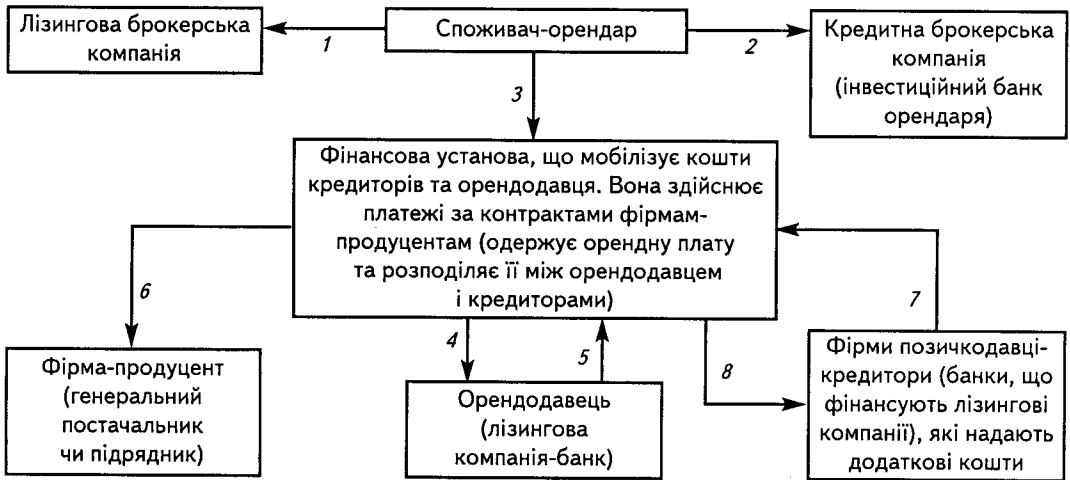 Лізингова брокерська
компанія
1
Споживач-орендар
2
Кредитна брокерська
компанія
(інвестиційний банк
орендаря)
3
Фінансова установа, що мобілізує кошти
кредиторів та орендодавця. Вона здійснює
платежі за контрактами фірмам-
продуцентам (одержує орендну плату
та розподіляє її між орендодавцем
і кредиторами)
6
4
5
8
7
Фірма-продуцент
(генеральний
постачальник
чи підрядник)
Орендодавець
(лізингова
компанія-банк)
Фірми позичкодавці-
кредитори (банки, що
фінансують лізингові
компанії), які надають
додаткові кошти